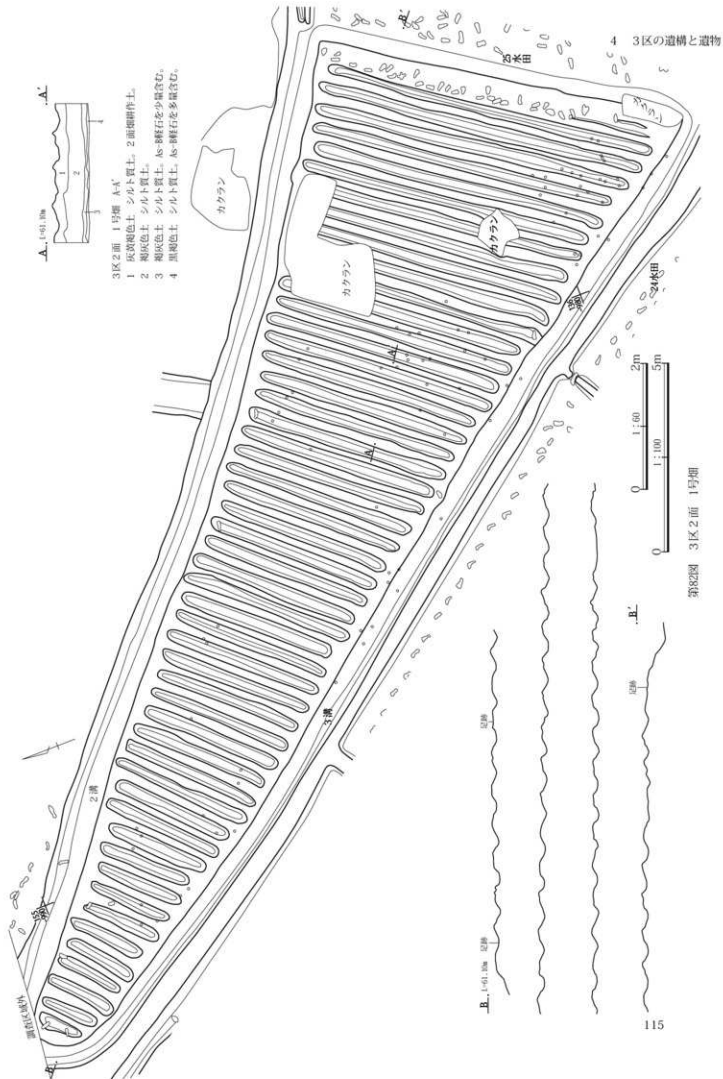 4 3区の遺構と遺物
A L=61.10m A'
1
2
3
4
3区2面 1号畑 A-A'
1 灰黄褐色土 シルト質土。2面畑耕作土。
2 褐灰色土 シルト質土。
3 褐灰色土 シルト質土。As-B軽石を少量含む。
4 黒褐色土 シルト質土。As-B軽石を多量含む。
カクラン
カクラン
カクラン
B'
25水田
24水田
A'
A
2溝
3溝
調査区域外
B
0 1:60 2m
0 1:100 5m
B L=61.10m
足跡
足跡
足跡
B'
第82図 3区2面 1号畑
115